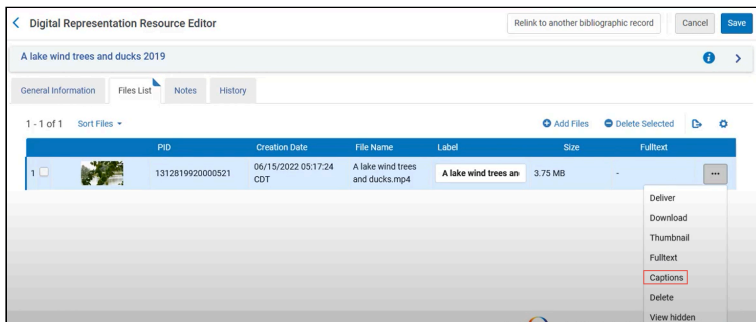 Digital Representation Resource Editor
Relink to another bibliographic record
Cancel
Save
A lake wind trees and ducks 2019
General Information
Files List
Notes
History
1 - 1 of 1
Sort Files
Add Files
Delete Selected
PID
Creation Date
File Name
Label
Size
Fulltext
1
1312819920000521
06/15/2022 05:17:24
CDT
A lake wind trees
and ducks.mp4
A lake wind trees an
3.75 MB
-
Deliver
Download
Thumbnail
Fulltext
Captions
Delete
View hidden